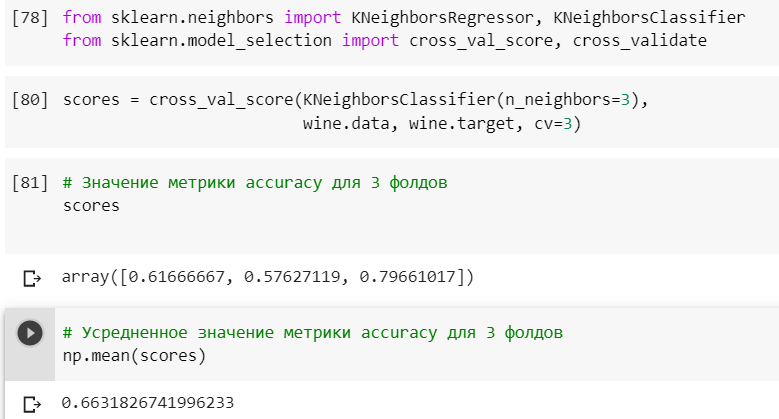 [78] from sklearn.neighbors import KNeighborsRegressor, KNeighborsClassifier
from sklearn.model_selection import cross_val_score, cross_validate
[80] scores = cross_val_score(KNeighborsClassifier(n_neighbors=3),
wine.data, wine.target, cv=3)
[81] # Значение метрики accuracy для 3 фолдов
scores
array([0.61666667, 0.57627119, 0.79661017])
# Усредненное значение метрики accuracy для 3 фолдов
np.mean(scores)
0.6631826741996233